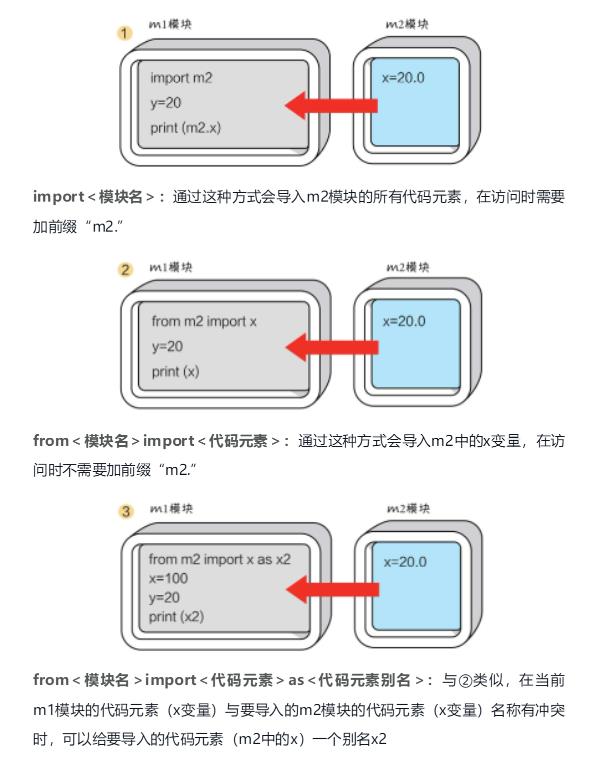 1
m1模块
m2模块
import m2
y=20
print (m2.x)
x=20.0
import<模块名>：通过这种方式会导入m2模块的所有代码元素，在访问时需要
加前缀“m2.”
2
m1模块
m2模块
from m2 import x
y=20
print (x)
x=20.0
from<模块名>import<代码元素>：通过这种方式会导入m2中的x变量，在访
问时不需要加前缀“m2.”
3
m1模块
m2模块
from m2 import x as x2
x=100
y=20
print (x2)
x=20.0
from<模块名>import<代码元素>as<代码元素别名>：与②类似，在当前
m1模块的代码元素（x变量）与要导入的m2模块的代码元素（x变量）名称有冲突
时，可以给要导入的代码元素（m2中的x）一个别名x2